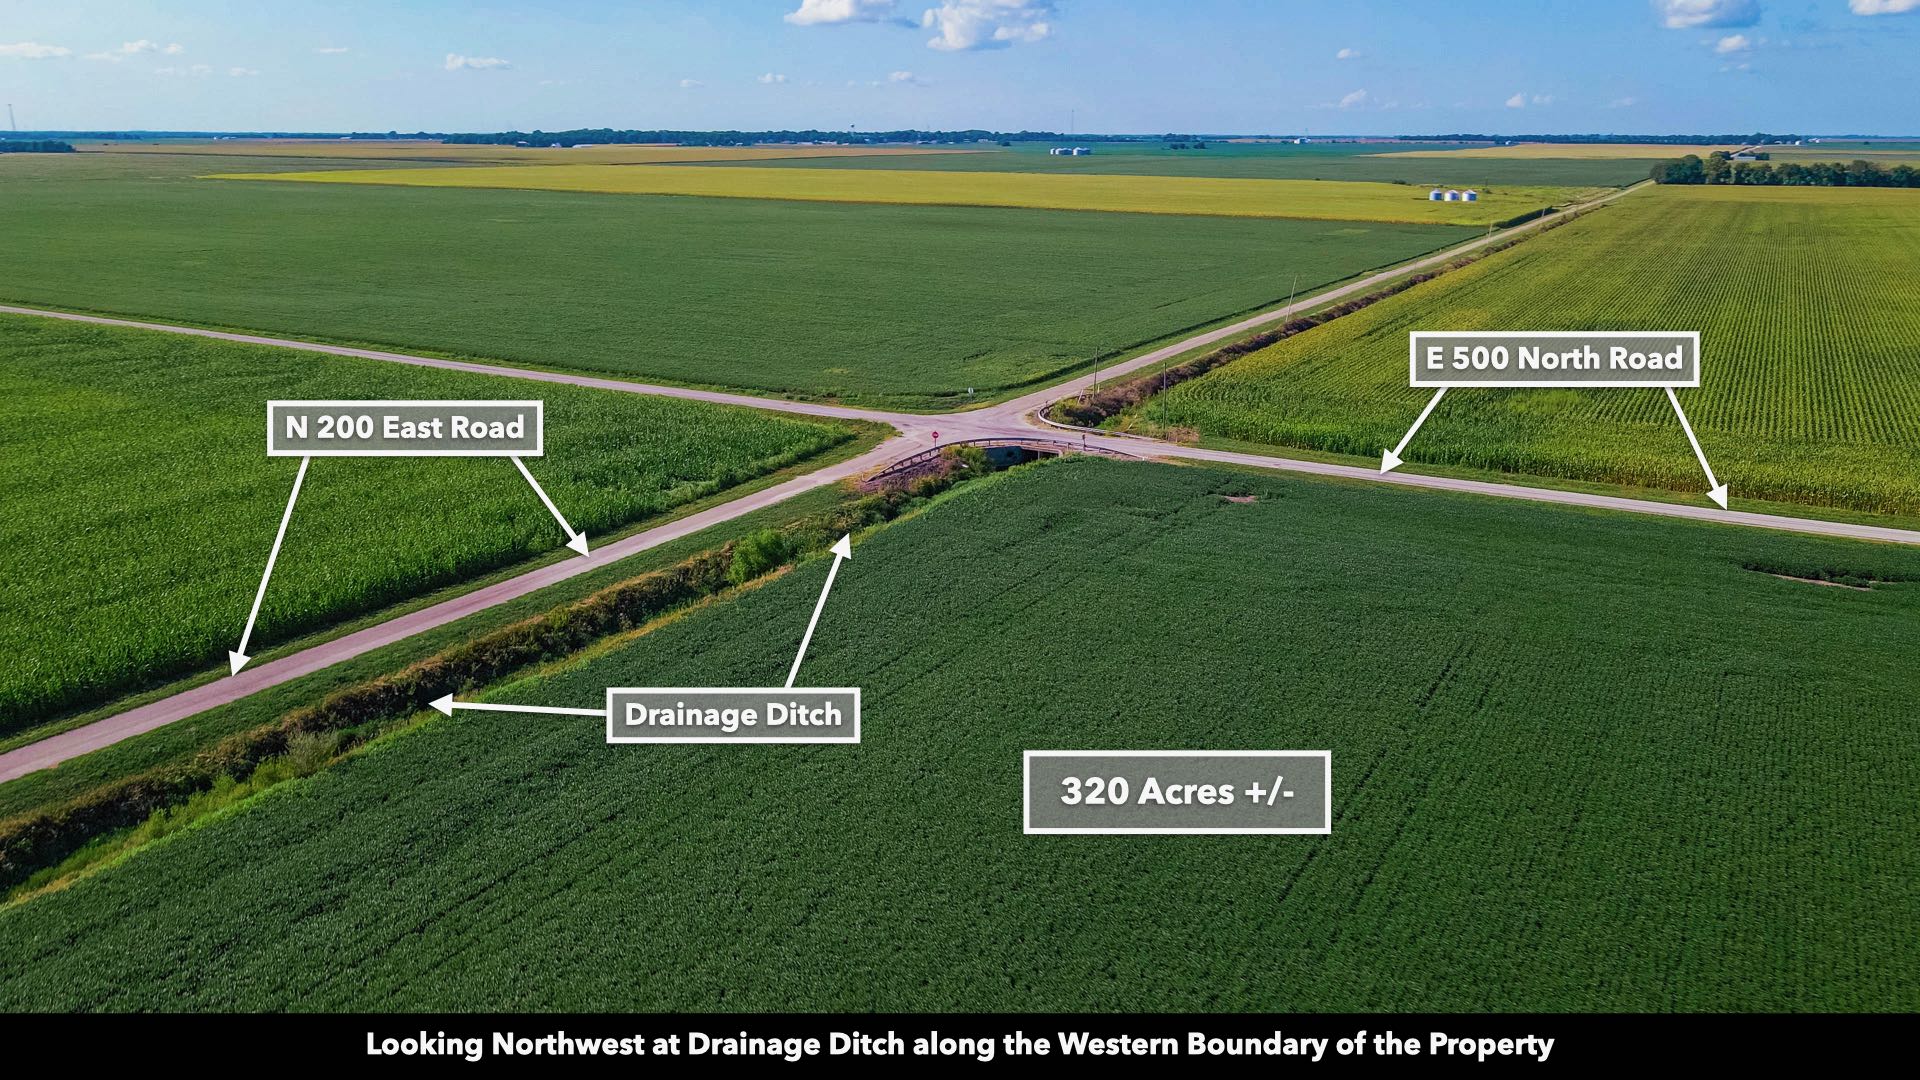 E 500 North Road
N 200 East Road
Drainage Ditch
320 Acres +/-
Looking Northwest at Drainage Ditch along the Western Boundary of the Property